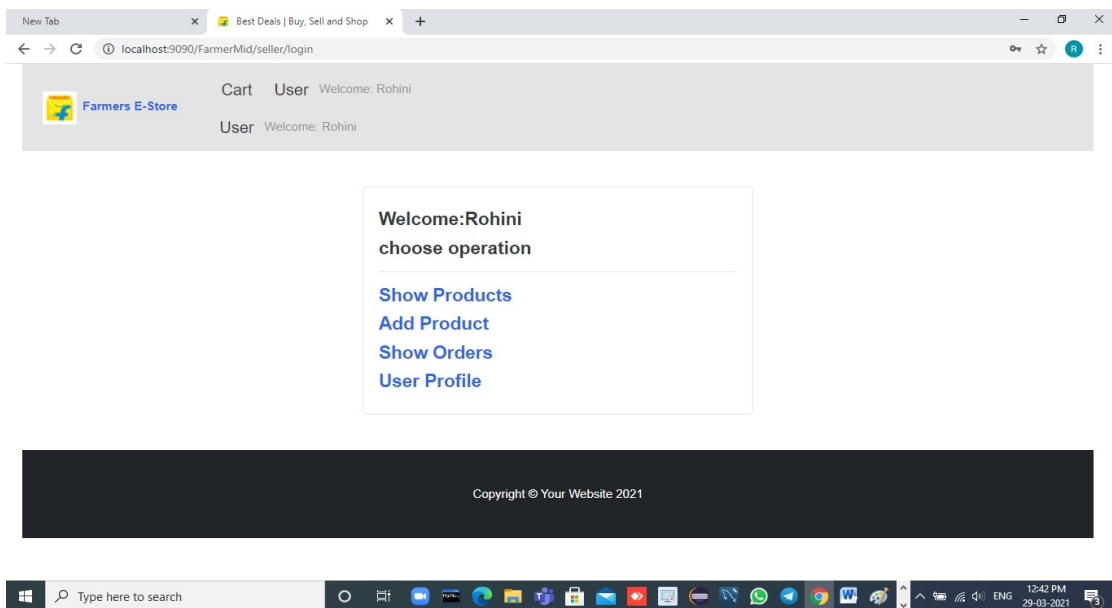 New Tab
Best Deals | Buy, Sell and Shop
localhost:9090/FarmerMid/seller/login
R
Farmers E-Store
Cart User Welcome: Rohini
User Welcome: Rohini
Welcome:Rohini
choose operation
Show Products
Add Product
Show Orders
User Profile
Copyright © Your Website 2021
Type here to search
W
ENG
12:42 PM
29-03-2021
3